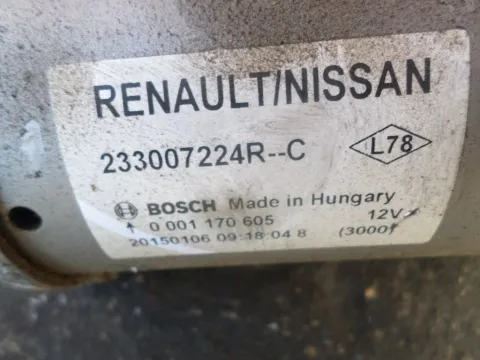 RENAULT/NISSAN
233007224R--C
L78
BOSCH Made in Hungary
0 001 170 605 12V
20150106 09:18:04 8 (3000)